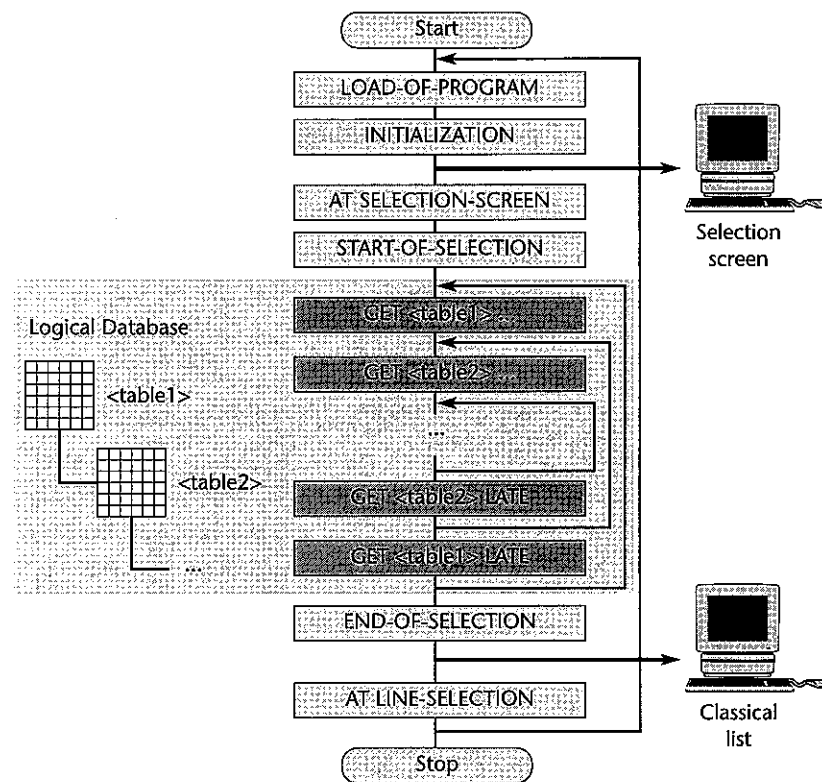 Start
LOAD-OF-PROGRAM
INITIALIZATION
AT SELECTION-SCREEN
Selection
screen
START-OF-SELECTION
Logical Database
GET <table1> ...
<table1>
GET <table2> ...
...
<table2>
GET <table2> LATE
GET <table1> LATE
...
END-OF-SELECTION
AT LINE-SELECTION
Classical
list
Stop